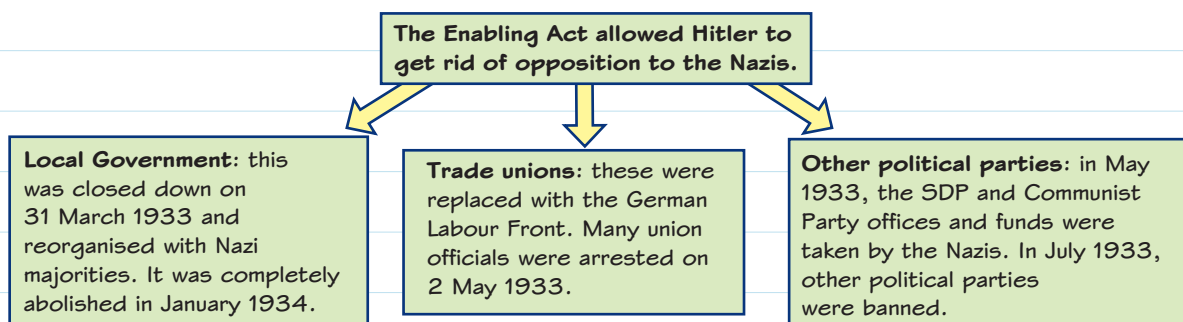 The Enabling Act allowed Hitler to
get rid of opposition to the Nazis.
Local Government: this
was closed down on
31 March 1933 and
reorganised with Nazi
majorities. It was completely
abolished in January 1934.
Trade unions: these were
replaced with the German
Labour Front. Many union
officials were arrested on
2 May 1933.
Other political parties: in May
1933, the SDP and Communist
Party offices and funds were
taken by the Nazis. In July 1933,
other political parties
were banned.